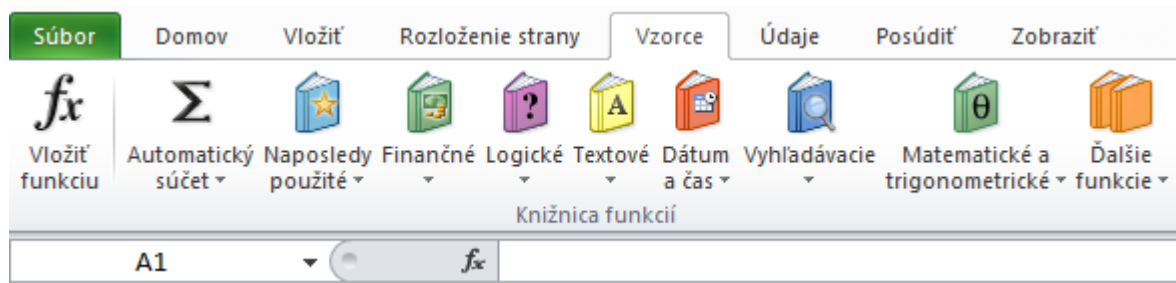 Súbor Domov Vložiť Rozloženie strany Vzorce Údaje Posúdiť Zobraziť
fx Σ ? A θ
Vložiť Automatický Naposledy Finančné Logické Textové Dátum Vyhľadávacie Matematické a Ďalšie
funkciu súčet použité a čas trigonometrické funkcie
Knižnica funkcií
A1 fx